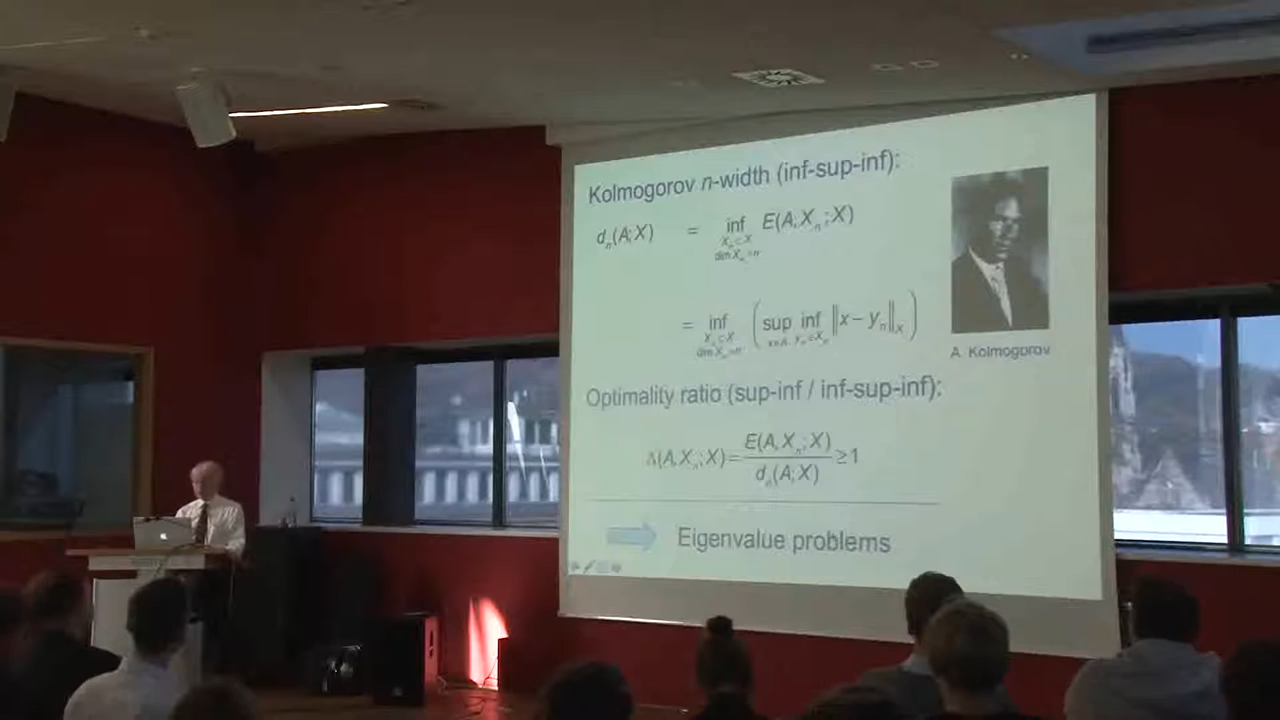 Kolmogorov n-width (inf-sup-inf):
dₙ(A;X) = inf E(A,Xₙ;X)
Xₙ⊂X
dim Xₙ=n
= inf ( sup inf ‖x − yₙ‖ₓ )
Xₙ⊂X x∈A yₙ∈Xₙ
dim Xₙ=n
A. Kolmogorov
Optimality ratio (sup-inf / inf-sup-inf):
Λ(A,Xₙ;X) = E(A,Xₙ;X) / dₙ(A;X) ≥ 1
Eigenvalue problems